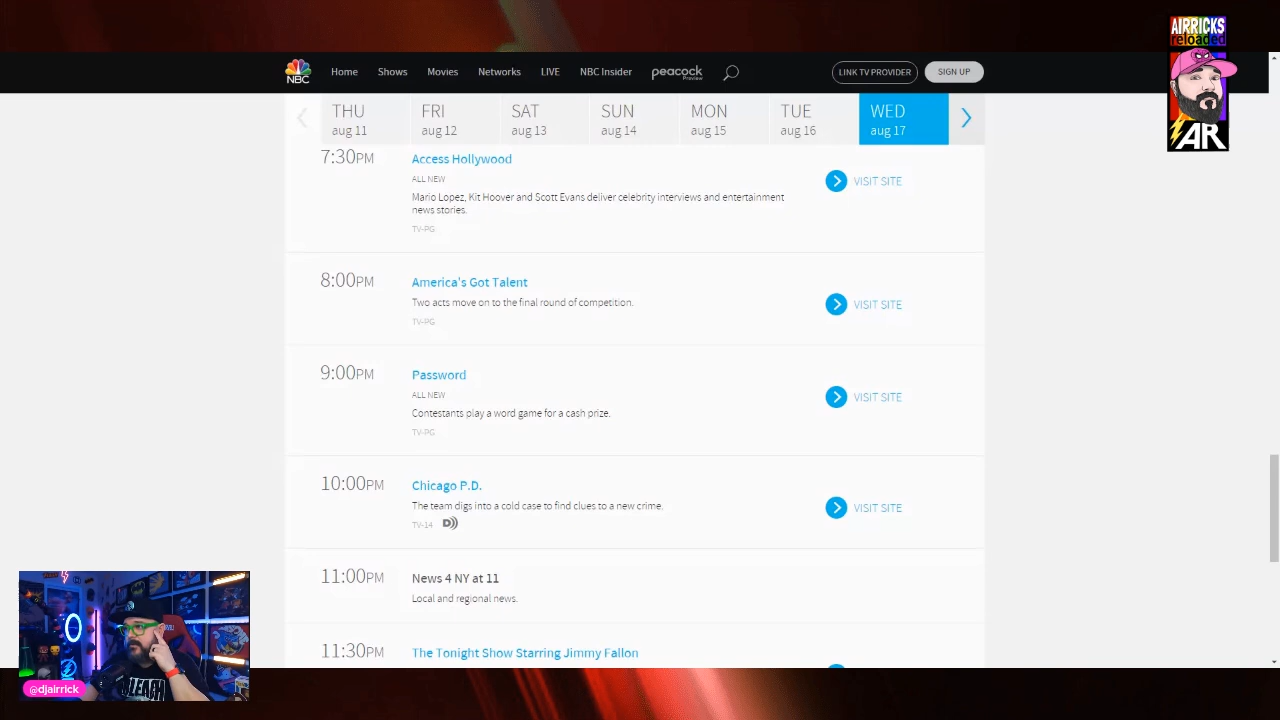 AIRRICKS
reloaded
AR
NBC
Home
Shows
Movies
Networks
LIVE
NBC Insider
peacock
Preview
LINK TV PROVIDER
SIGN UP
THU
aug 11
FRI
aug 12
SAT
aug 13
SUN
aug 14
MON
aug 15
TUE
aug 16
WED
aug 17
7:30PM
Access Hollywood
ALL NEW
Mario Lopez, Kit Hoover and Scott Evans deliver celebrity interviews and entertainment
news stories.
TV-PG
VISIT SITE
8:00PM
America's Got Talent
Two acts move on to the final round of competition.
TV-PG
VISIT SITE
9:00PM
Password
ALL NEW
Contestants play a word game for a cash prize.
TV-PG
VISIT SITE
10:00PM
Chicago P.D.
The team digs into a cold case to find clues to a new crime.
TV-14
VISIT SITE
11:00PM
News 4 NY at 11
Local and regional news.
11:30PM
The Tonight Show Starring Jimmy Fallon
@djairrick